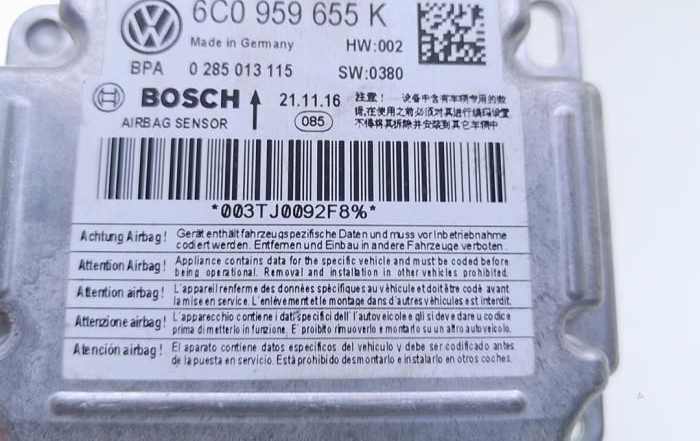 6C0 959 655 K
Made in Germany HW:002
BPA 0 285 013 115 SW:0380
BOSCH 21.11.16
AIRBAG SENSOR 085
注意! 设备中含有车辆专用的数
据,在使用之前必须对其进行编码设置
不得将其拆除并安装到其它车辆中
*003TJ0092F8%*
Achtung Airbag! Gerät enthält fahrzeugspezifische Daten und muss vor Inbetriebnahme
codiert werden. Entfernen und Einbau in andere Fahrzeuge verboten.
Attention Airbag! Appliance contains data for the specific vehicle and must be coded before
being operational. Removal and installation in other vehicles prohibited.
Attention airbag! L'appareil renferme des données spécifiques au véhicule et doit être codé avant
la mise en service. L'enlèvement et le montage dans d'autres véhicules est interdit.
Attenzione airbag! L'apparecchio contiene i dati specifici dell'autoveicolo e gli si deve dare u codice
prima di metterlo in funzione. E' proibito rimuoverlo e montarlo su un altro autoveicolo.
Atención airbag! El aparato contiene datos específicos del vehículo y debe ser codificado antes
de la puesta en servicio. Está prohibido desmontarlo e instalarlo en otros coches.